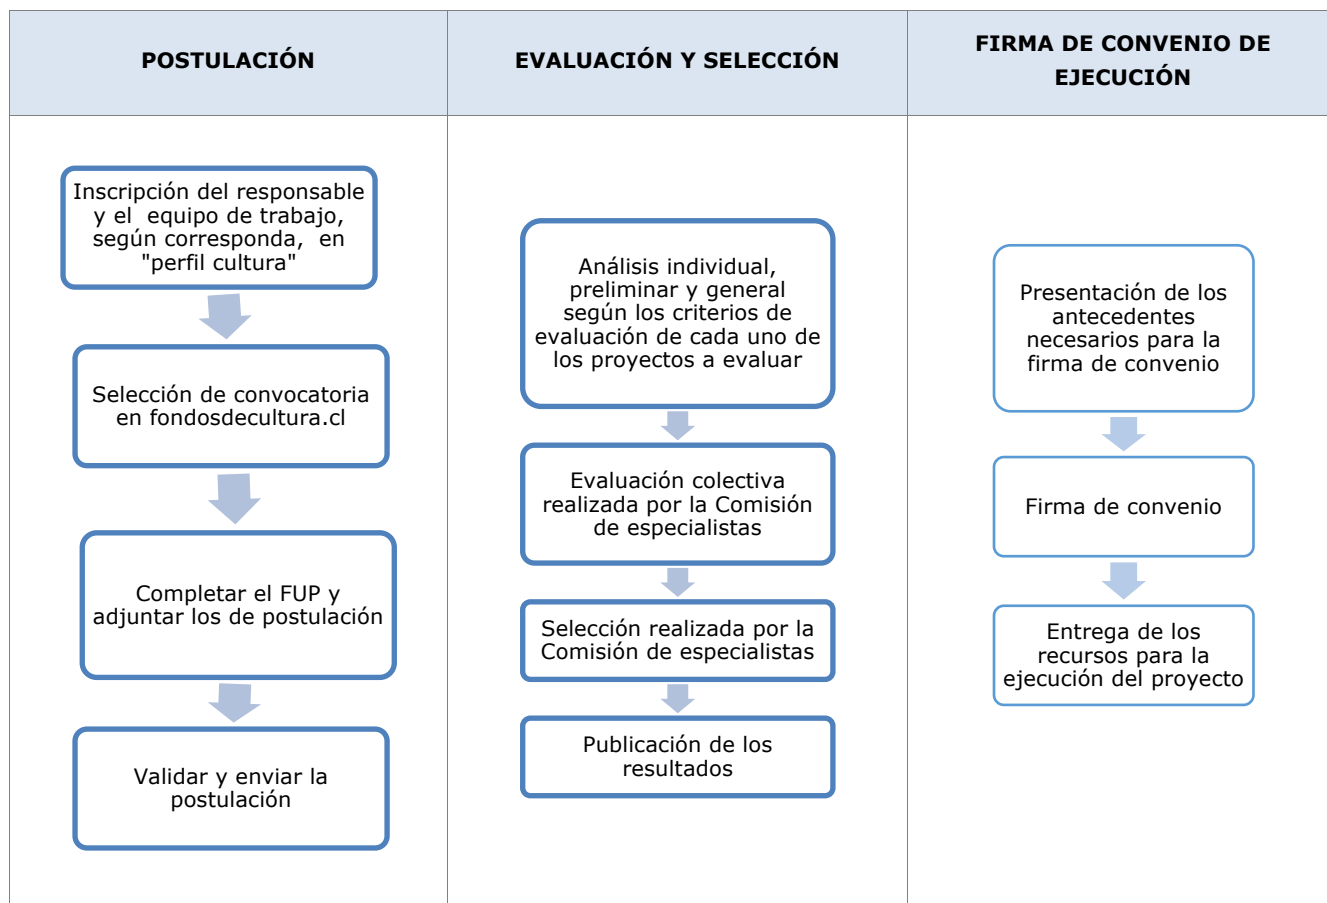 POSTULACIÓN
EVALUACIÓN Y SELECCIÓN
FIRMA DE CONVENIO DE
EJECUCIÓN
Inscripción del responsable
y el equipo de trabajo,
según corresponda, en
"perfil cultura"
Selección de convocatoria
en fondosdecultura.cl
Completar el FUP y
adjuntar los de postulación
Validar y enviar la
postulación
Análisis individual,
preliminar y general
según los criterios de
evaluación de cada uno de
los proyectos a evaluar
Evaluación colectiva
realizada por la Comisión
de especialistas
Selección realizada por la
Comisión de especialistas
Publicación de los
resultados
Presentación de los
antecedentes
necesarios para la
firma de convenio
Firma de convenio
Entrega de los
recursos para la
ejecución del proyecto